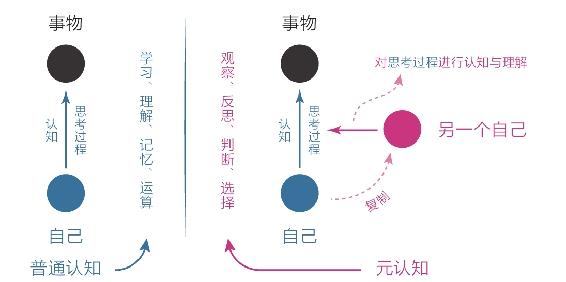 事物
认知
思考过程
自己
学习、理解、记忆、运算
普通认知
观察、反思、判断、选择
事物
认知
思考过程
自己
对思考过程进行认知与理解
另一个自己
复制
元认知